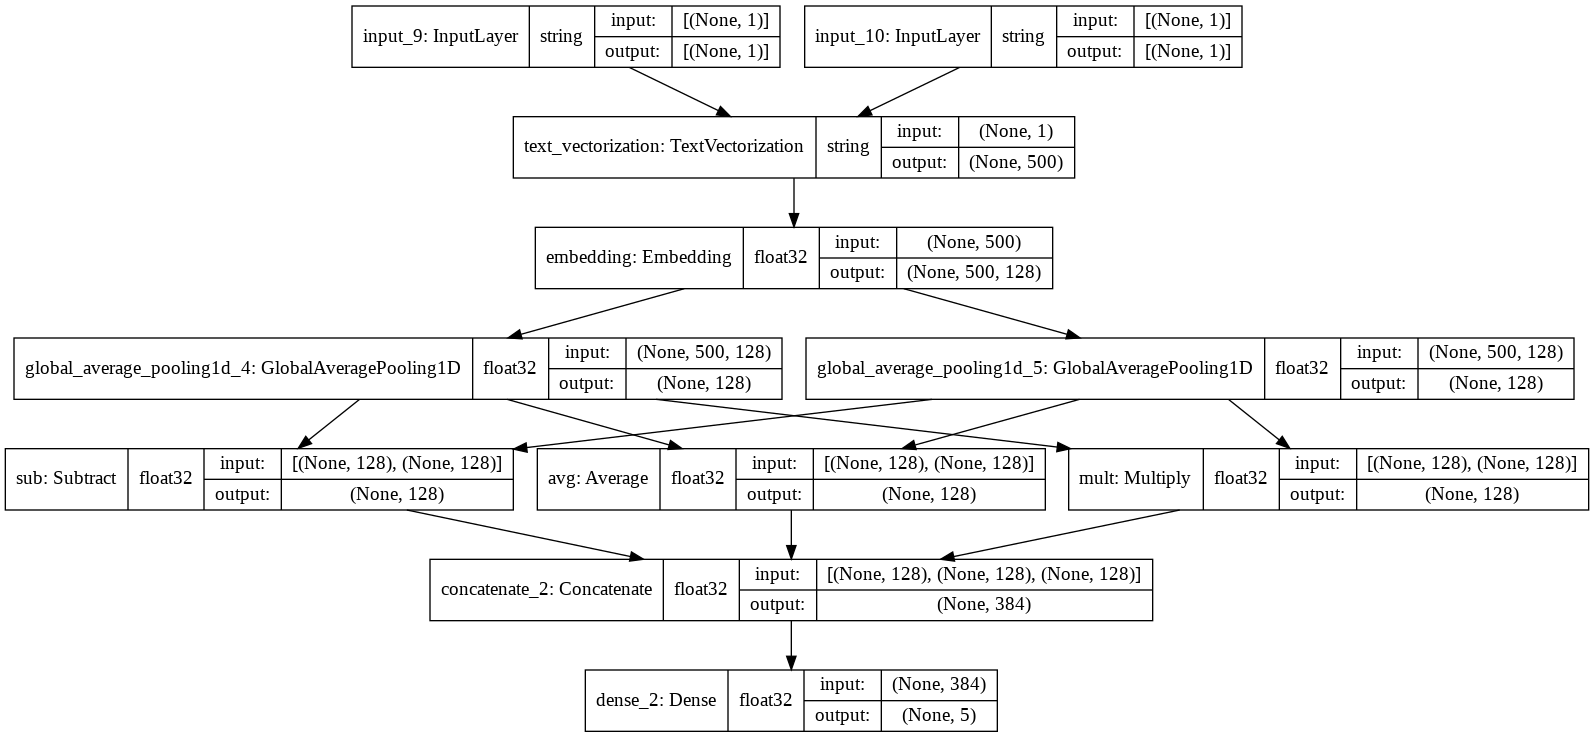 input_9: InputLayer string input: [(None, 1)] output: [(None, 1)]
input_10: InputLayer string input: [(None, 1)] output: [(None, 1)]
text_vectorization: TextVectorization string input: (None, 1) output: (None, 500)
embedding: Embedding float32 input: (None, 500) output: (None, 500, 128)
global_average_pooling1d_4: GlobalAveragePooling1D float32 input: (None, 500, 128) output: (None, 128)
global_average_pooling1d_5: GlobalAveragePooling1D float32 input: (None, 500, 128) output: (None, 128)
sub: Subtract float32 input: [(None, 128), (None, 128)] output: (None, 128)
avg: Average float32 input: [(None, 128), (None, 128)] output: (None, 128)
mult: Multiply float32 input: [(None, 128), (None, 128)] output: (None, 128)
concatenate_2: Concatenate float32 input: [(None, 128), (None, 128), (None, 128)] output: (None, 384)
dense_2: Dense float32 input: (None, 384) output: (None, 5)